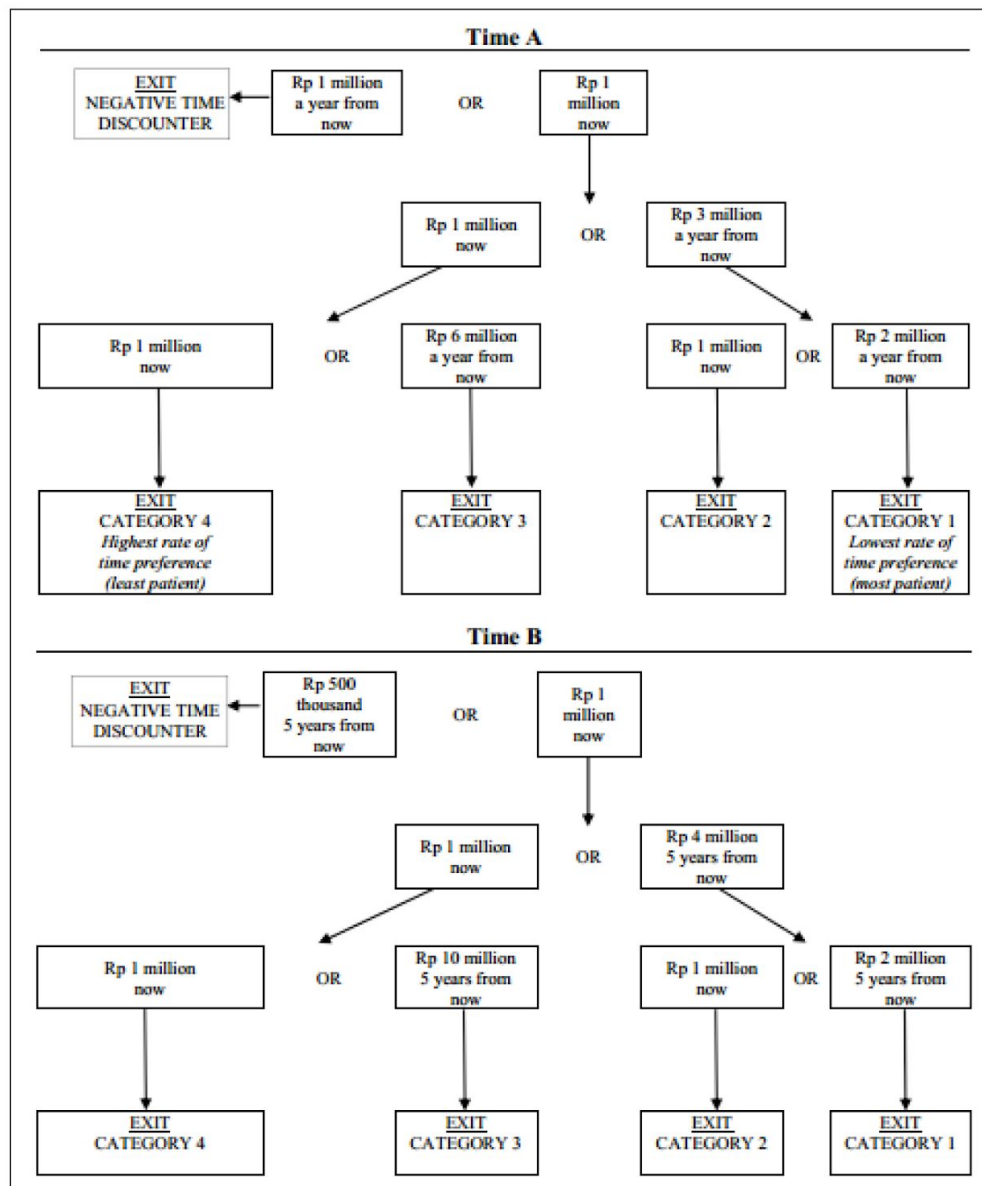 Time A
EXIT
NEGATIVE TIME
DISCOUNTER
Rp 1 million
a year from
now
OR
Rp 1
million
now
Rp 1 million
now
OR
Rp 3 million
a year from
now
Rp 1 million
now
OR
Rp 6 million
a year from
now
Rp 1 million
now
OR
Rp 2 million
a year from
now
EXIT
CATEGORY 4
Highest rate of
time preference
(least patient)
EXIT
CATEGORY 3
EXIT
CATEGORY 2
EXIT
CATEGORY 1
Lowest rate of
time preference
(most patient)
Time B
EXIT
NEGATIVE TIME
DISCOUNTER
Rp 500
thousand
5 years from
now
OR
Rp 1
million
now
Rp 1 million
now
OR
Rp 4 million
5 years from
now
Rp 1 million
now
OR
Rp 10 million
5 years from
now
Rp 1 million
now
OR
Rp 2 million
5 years from
now
EXIT
CATEGORY 4
EXIT
CATEGORY 3
EXIT
CATEGORY 2
EXIT
CATEGORY 1